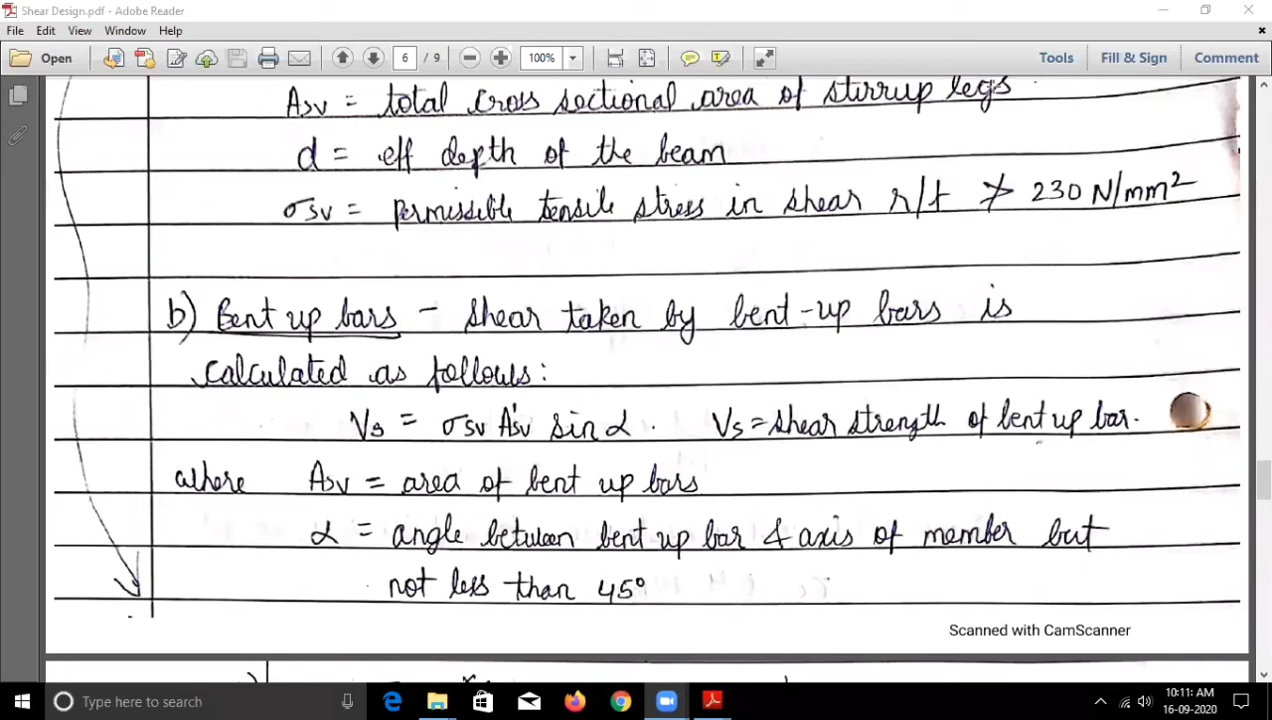 Shear Design.pdf - Adobe Reader
File Edit View Window Help
Open 6 / 9 100% Tools Fill & Sign Comment
Asv = total cross sectional area of stirrup legs
d = eff depth of the beam
σsv = permissible tensile stress in shear r/f ≯ 230 N/mm²
b) Bent up bars - shear taken by bent-up bars is
calculated as follows:
Vs = σsv A'sv sin α . Vs = shear strength of bent up bar.
where Asv = area of bent up bars
α = angle between bent up bar & axis of member but
not less than 45°
Scanned with CamScanner
Type here to search
10:11: AM
16-09-2020